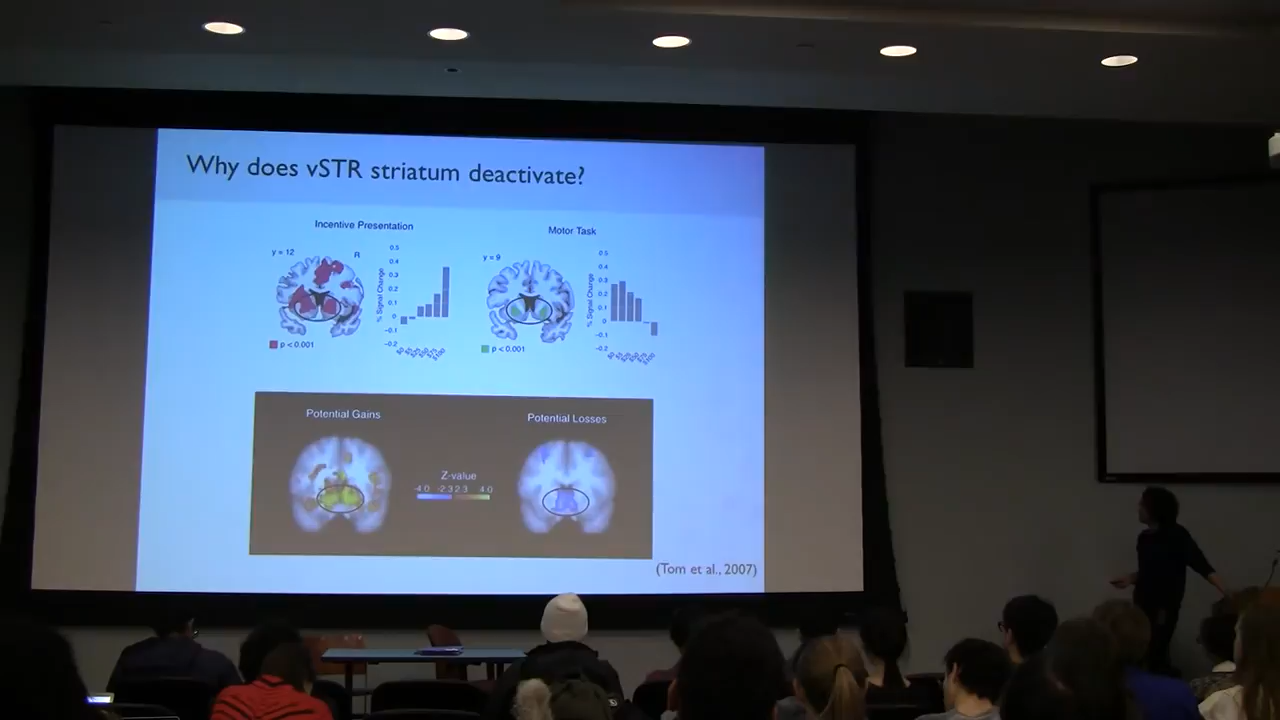 Why does vSTR striatum deactivate?
Incentive Presentation
Motor Task
y = 12
R
% Signal Change
0.5
0.4
0.3
0.2
0.1
0
−0.1
−0.2
p < 0.001
y = 9
% Signal Change
0.5
0.4
0.3
0.2
0.1
0
−0.1
−0.2
p < 0.001
Potential Gains
Potential Losses
Z-value
-4.0 -2.3 2.3 4.0
(Tom et al., 2007)